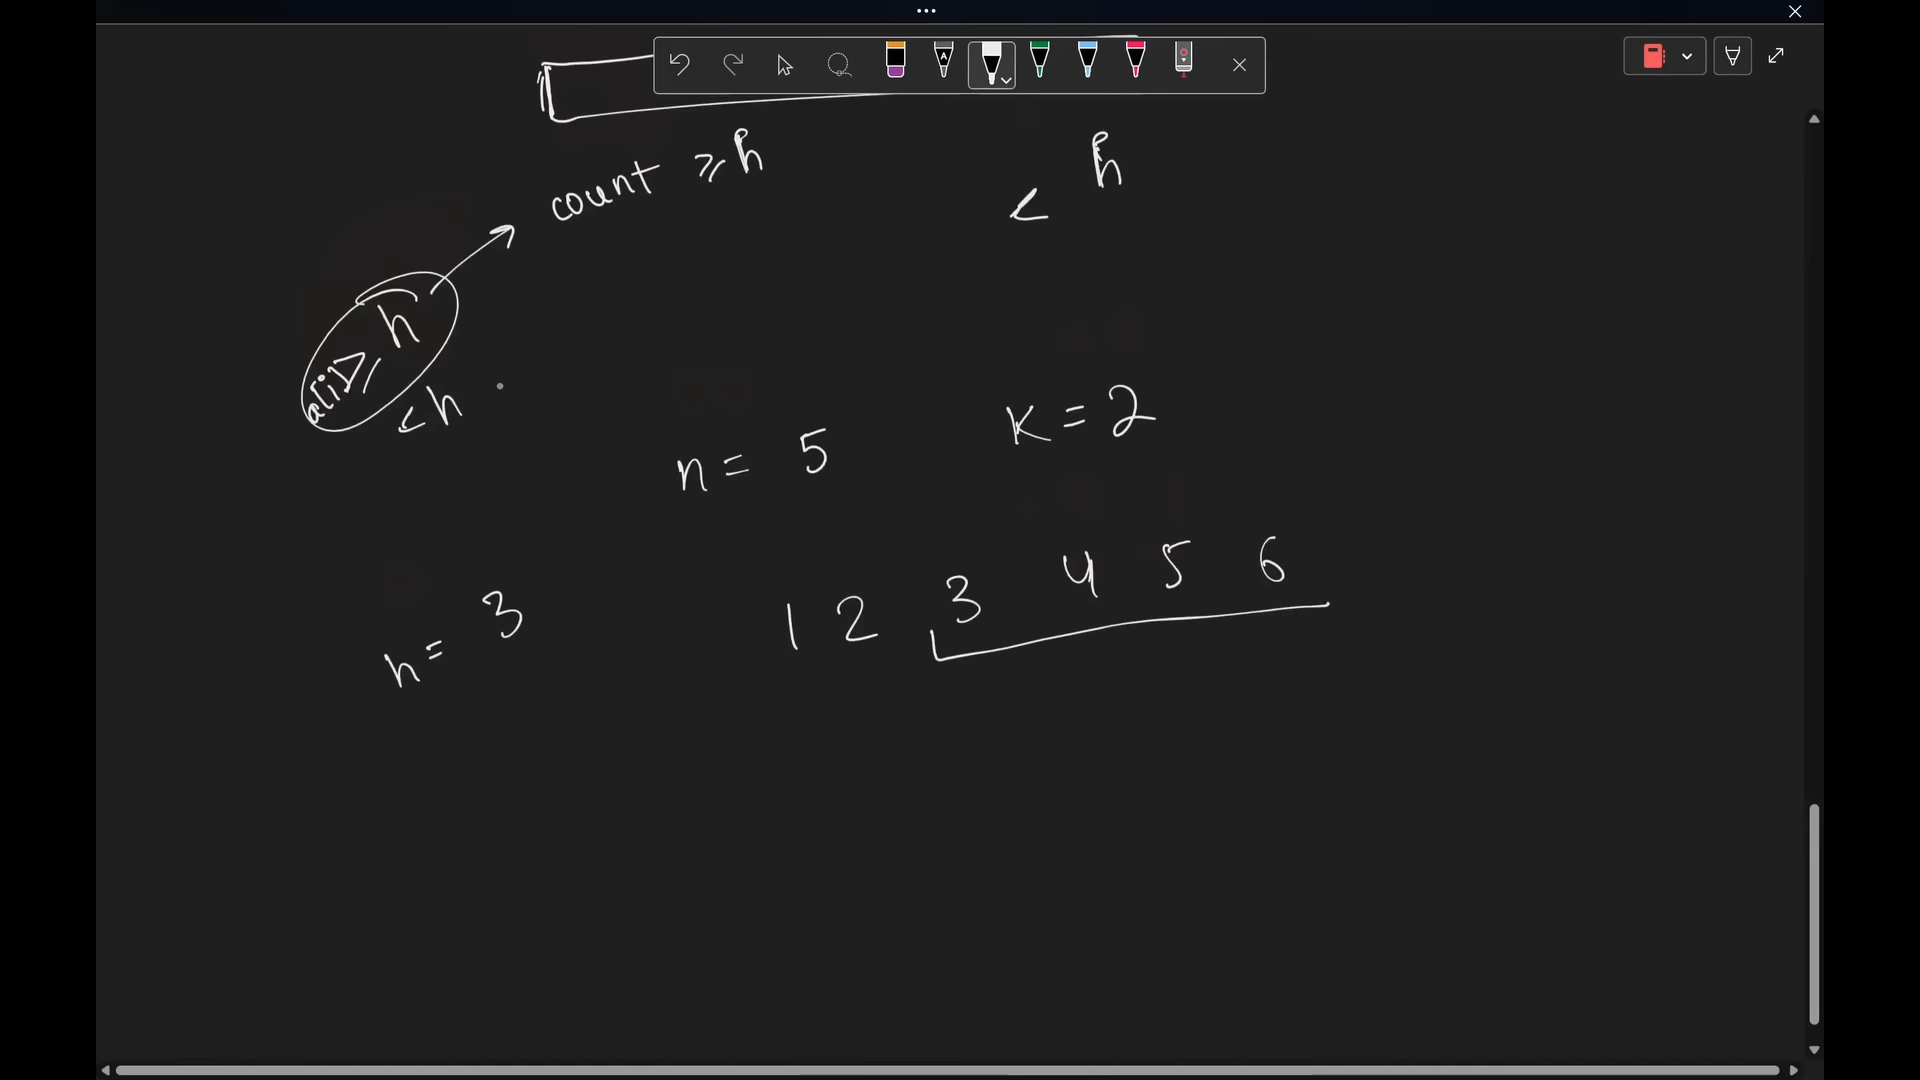 count ≥ h
< h
a[i] ≥ h
< h
n = 5
K = 2
h = 3
1 2 3 4 5 6